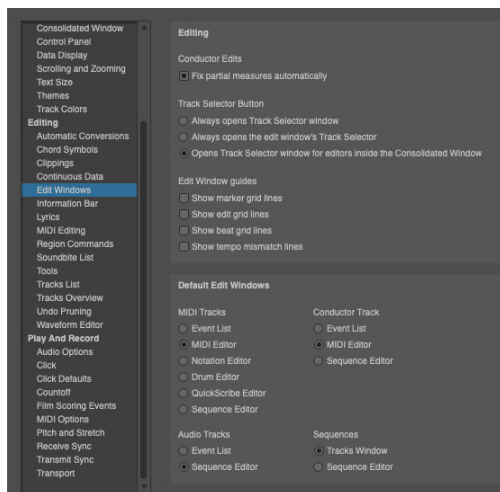 Consolidated Window
Control Panel
Data Display
Scrolling and Zooming
Text Size
Themes
Track Colors
Editing
Automatic Conversions
Chord Symbols
Clippings
Continuous Data
Edit Windows
Information Bar
Lyrics
MIDI Editing
Region Commands
Soundbite List
Tools
Tracks List
Tracks Overview
Undo Pruning
Waveform Editor
Play And Record
Audio Options
Click
Click Defaults
Countoff
Film Scoring Events
MIDI Options
Pitch and Stretch
Receive Sync
Transmit Sync
Transport
Editing
Conductor Edits
Fix partial measures automatically
Track Selector Button
Always opens Track Selector window
Always opens the edit window's Track Selector
Opens Track Selector window for editors inside the Consolidated Window
Edit Window guides
Show marker grid lines
Show edit grid lines
Show beat grid lines
Show tempo mismatch lines
Default Edit Windows
MIDI Tracks
Event List
MIDI Editor
Notation Editor
Drum Editor
QuickScribe Editor
Sequence Editor
Conductor Track
Event List
MIDI Editor
Sequence Editor
Audio Tracks
Event List
Sequence Editor
Sequences
Tracks Window
Sequence Editor